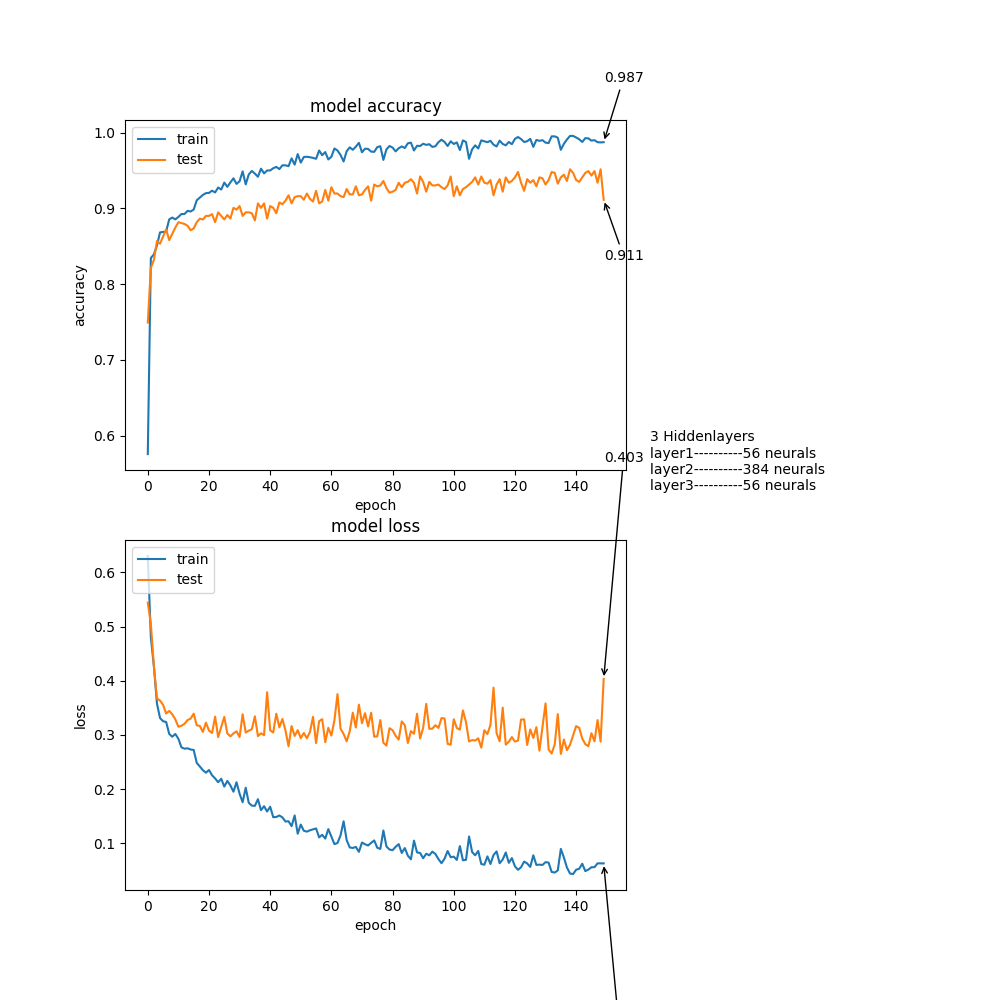 0.987
model accuracy
1.0
0.9
0.8
0.7
0.6
accuracy
train
test
0.911
0.403
0 20 40 60 80 100 120 140
epoch
3 Hiddenlayers
layer1----------56 neurals
layer2----------384 neurals
layer3----------56 neurals
model loss
0.6
0.5
0.4
0.3
0.2
0.1
loss
train
test
0 20 40 60 80 100 120 140
epoch